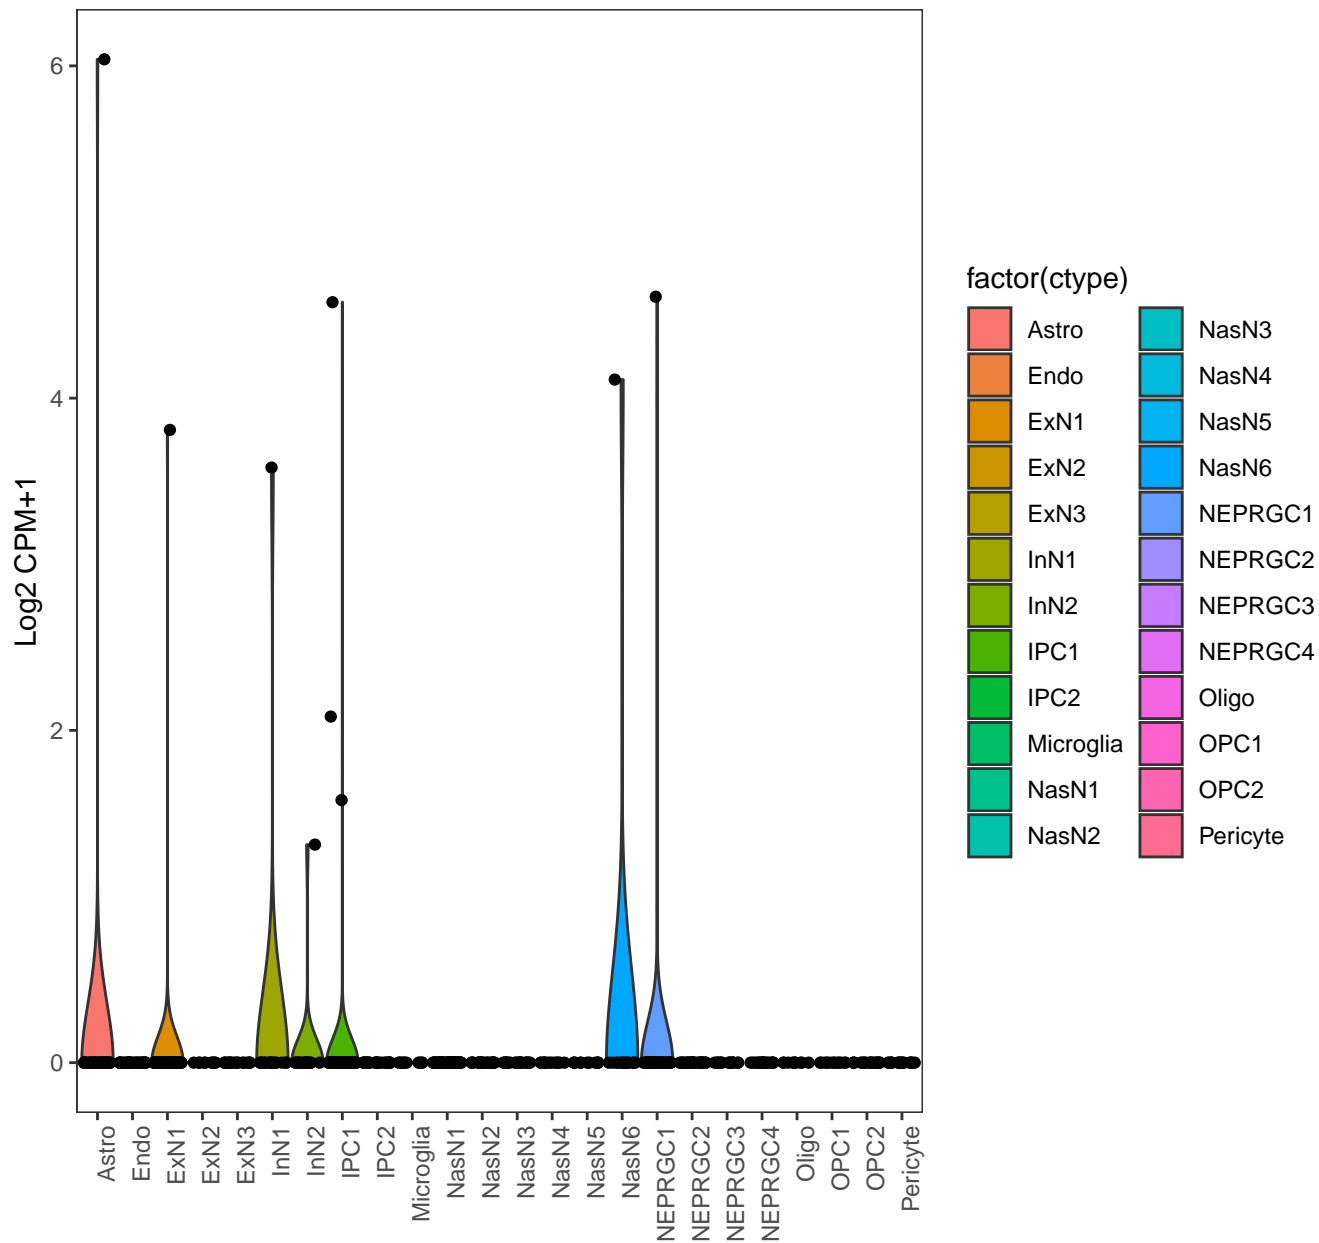 6
4
2
0
Log2 CPM+1
Astro
Endo
ExN1
ExN2
ExN3
InN1
InN2
IPC1
IPC2
Microglia
NasN1
NasN2
NasN3
NasN4
NasN5
NasN6
NEPRGC1
NEPRGC2
NEPRGC3
NEPRGC4
Oligo
OPC1
OPC2
Pericyte
factor(ctype)
Astro
Endo
ExN1
ExN2
ExN3
InN1
InN2
IPC1
IPC2
Microglia
NasN1
NasN2
NasN3
NasN4
NasN5
NasN6
NEPRGC1
NEPRGC2
NEPRGC3
NEPRGC4
Oligo
OPC1
OPC2
Pericyte